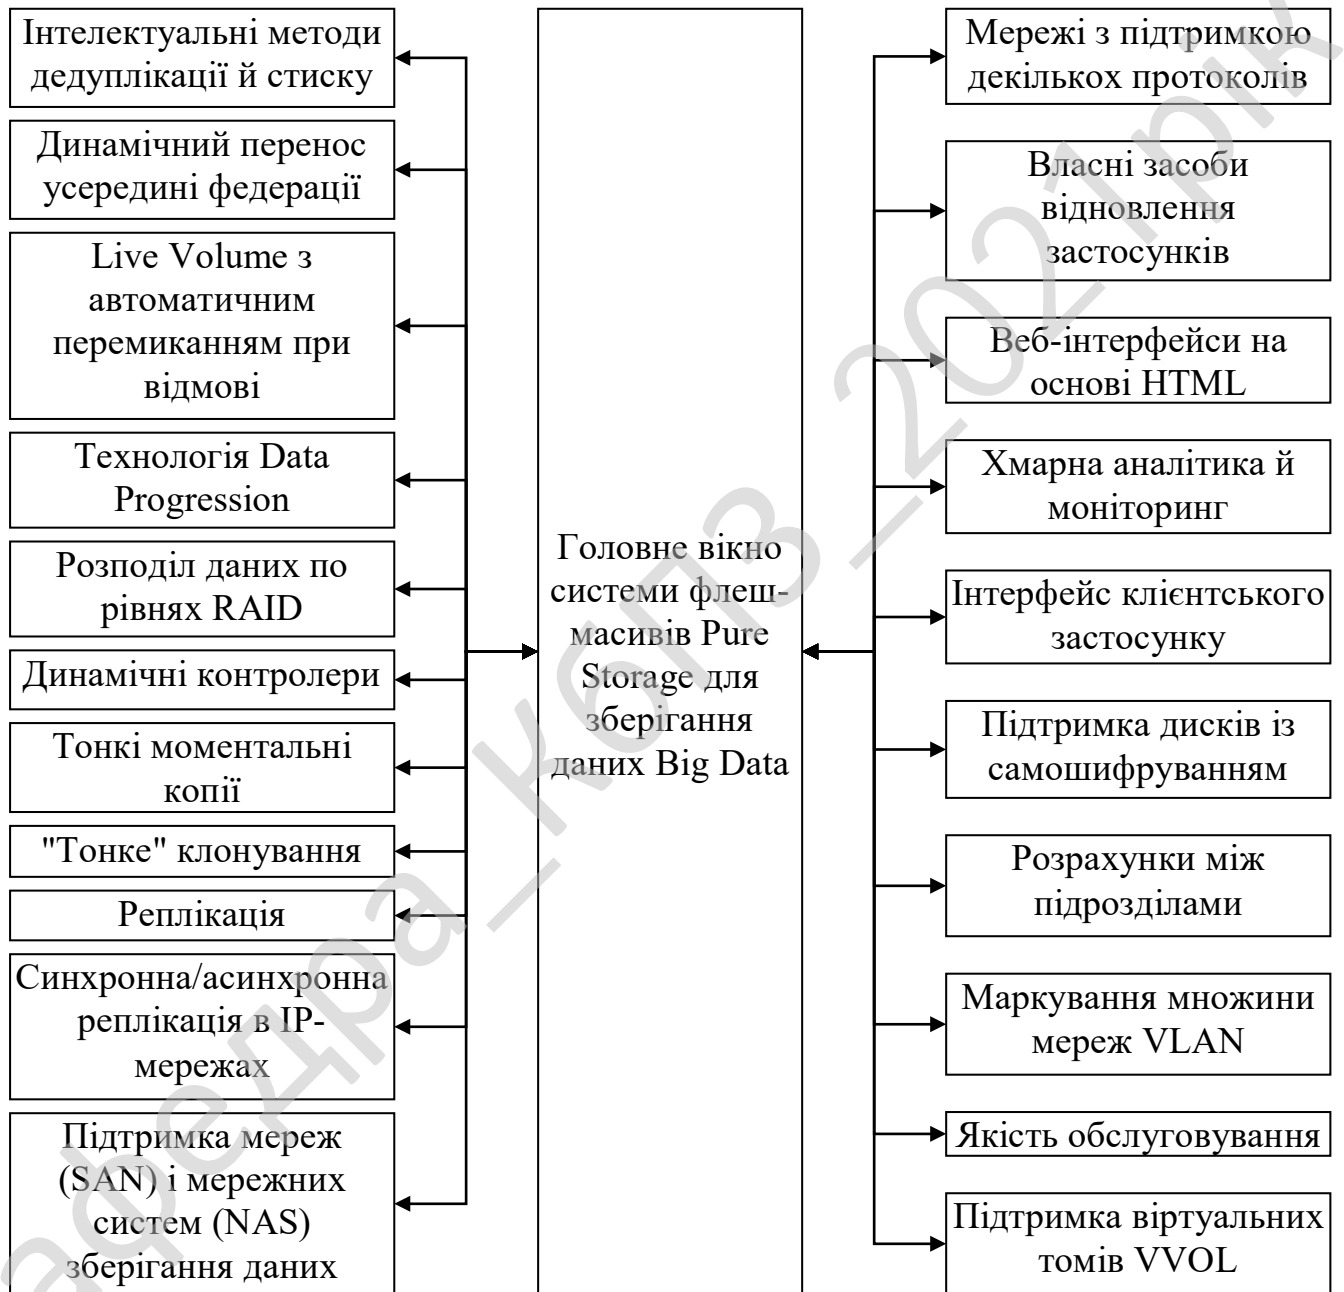 Інтелектуальні методи
дедуплікації й стиску
Динамічний перенос
усередині федерації
Live Volume з
автоматичним
перемиканням при
відмові
Технологія Data
Progression
Розподіл даних по
рівнях RAID
Динамічні контролери
Тонкі моментальні
копії
"Тонке" клонування
Реплікація
Синхронна/асинхронна
реплікація в IP-
мережах
Підтримка мереж
(SAN) і мережних
систем (NAS)
зберігання даних
Головне вікно
системи флеш-
масивів Pure
Storage для
зберігання
даних Big Data
Мережі з підтримкою
декількох протоколів
Власні засоби
відновлення
застосунків
Веб-інтерфейси на
основі HTML
Хмарна аналітика й
моніторинг
Інтерфейс клієнтського
застосунку
Підтримка дисків із
самошифруванням
Розрахунки між
підрозділами
Маркування множини
мереж VLAN
Якість обслуговування
Підтримка віртуальних
томів VVOL
афедра_Кбпз_2021рік